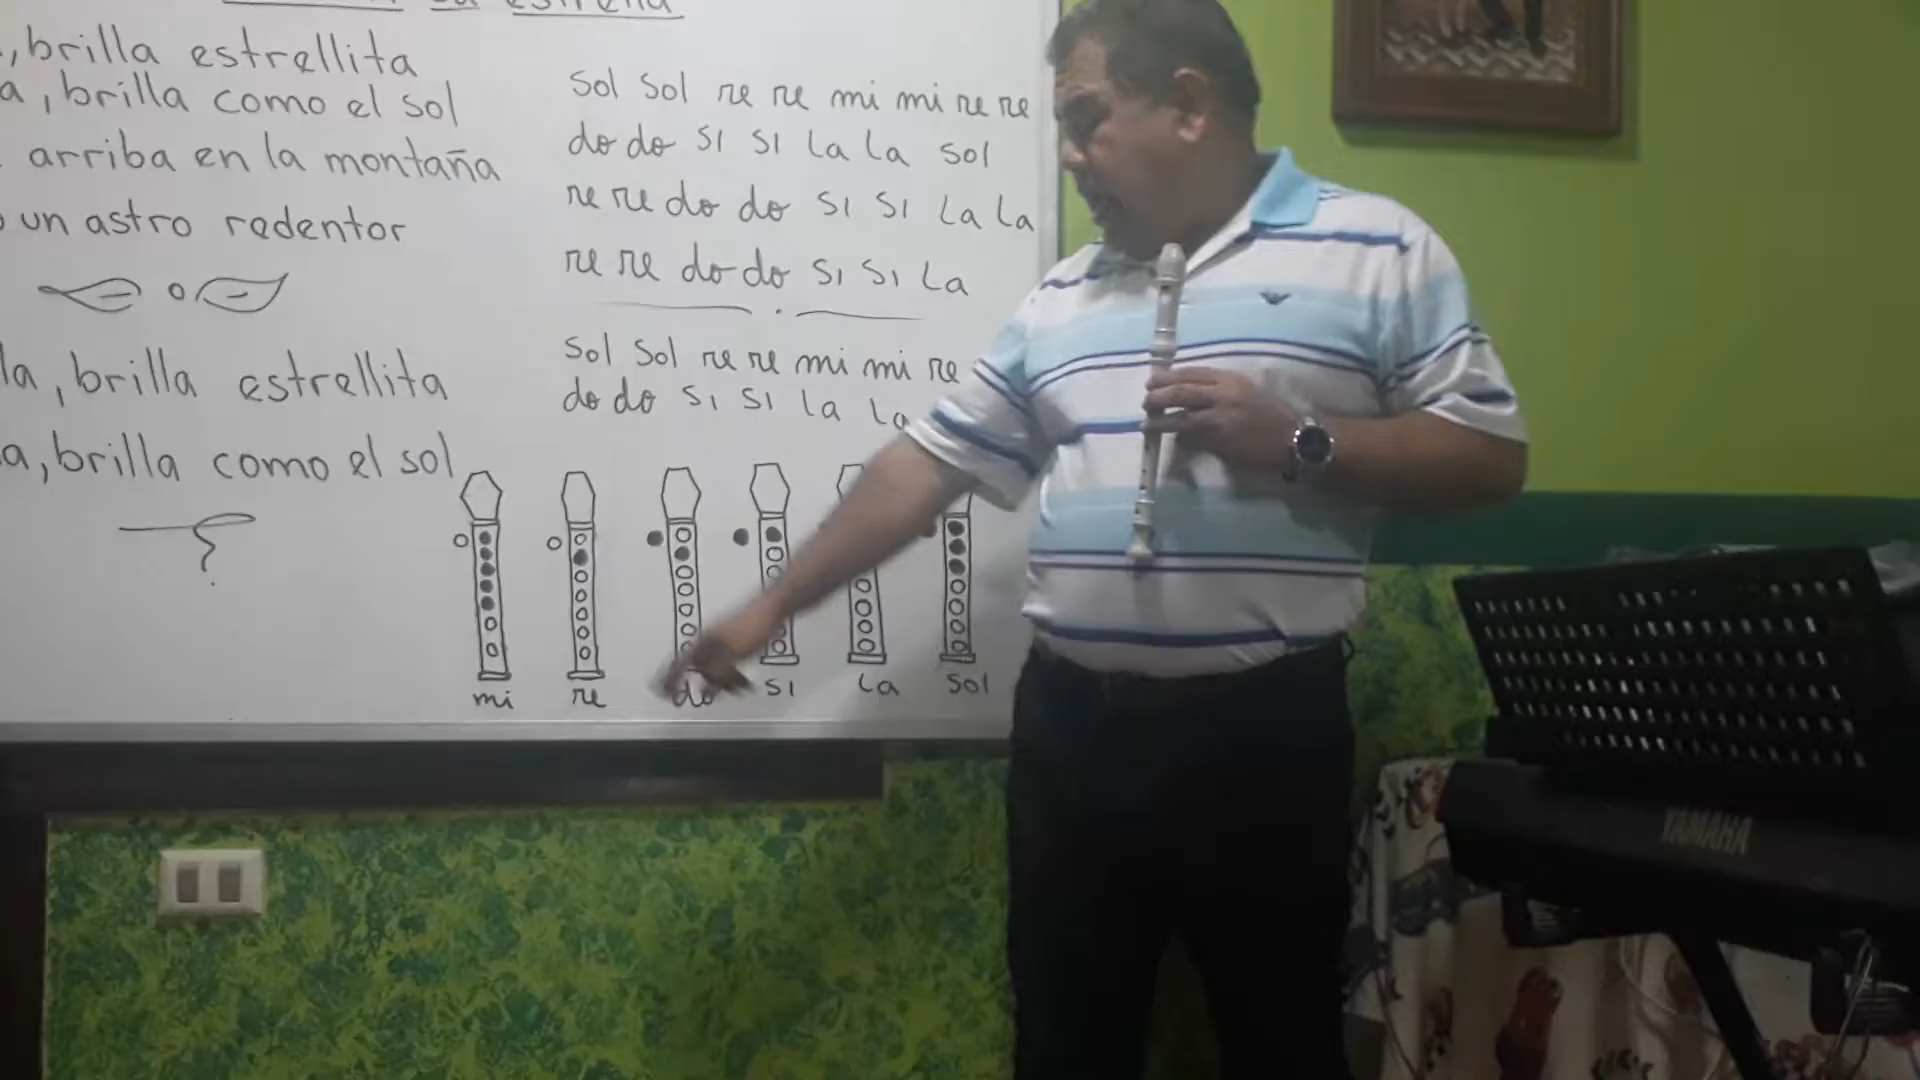 la estrella
, brilla estrellita
a, brilla como el sol
arriba en la montaña
o un astro redentor
la, brilla estrellita
a, brilla como el sol
sol sol re re mi mi re re
do do si si la la sol
re re do do si si la la
re re do do si si la
sol sol re re mi mi re
do do si si la la
mi re do si la sol
YAMAHA